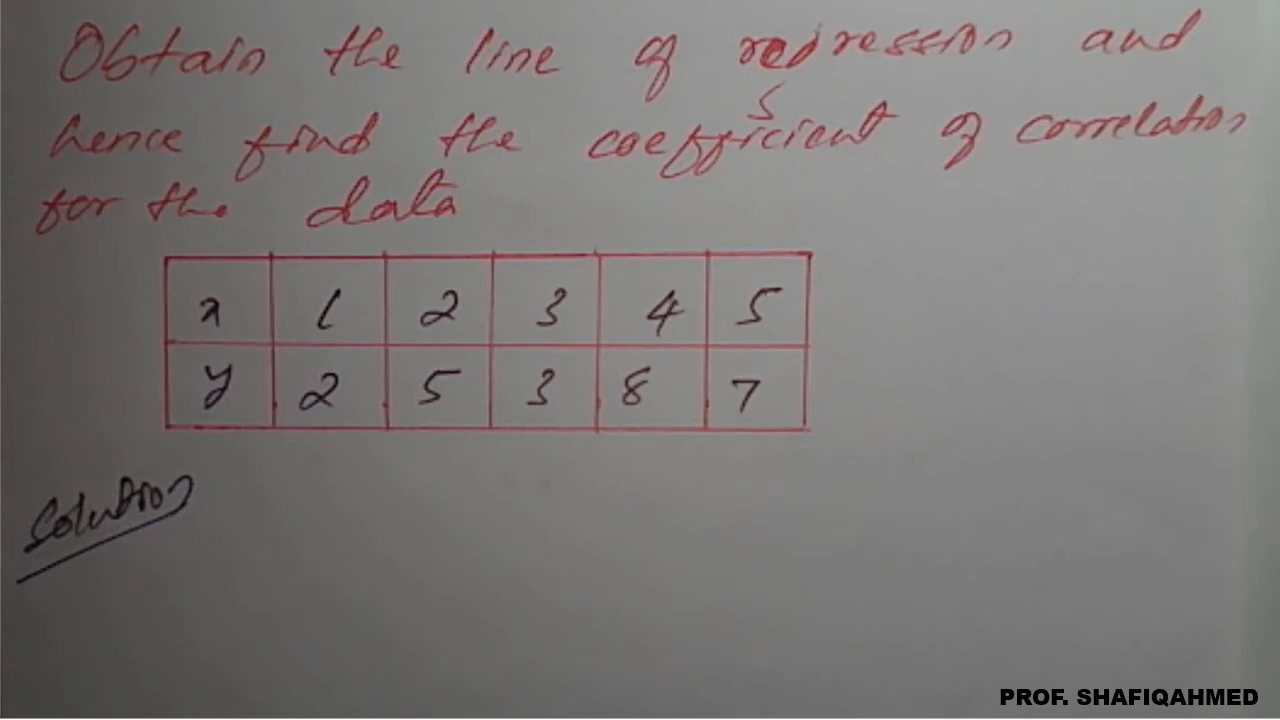 Obtain the line of regression and
hence find the coefficient of correlation
for the data
x 1 2 3 4 5
y 2 5 3 8 7
Solution
PROF. SHAFIQAHMED